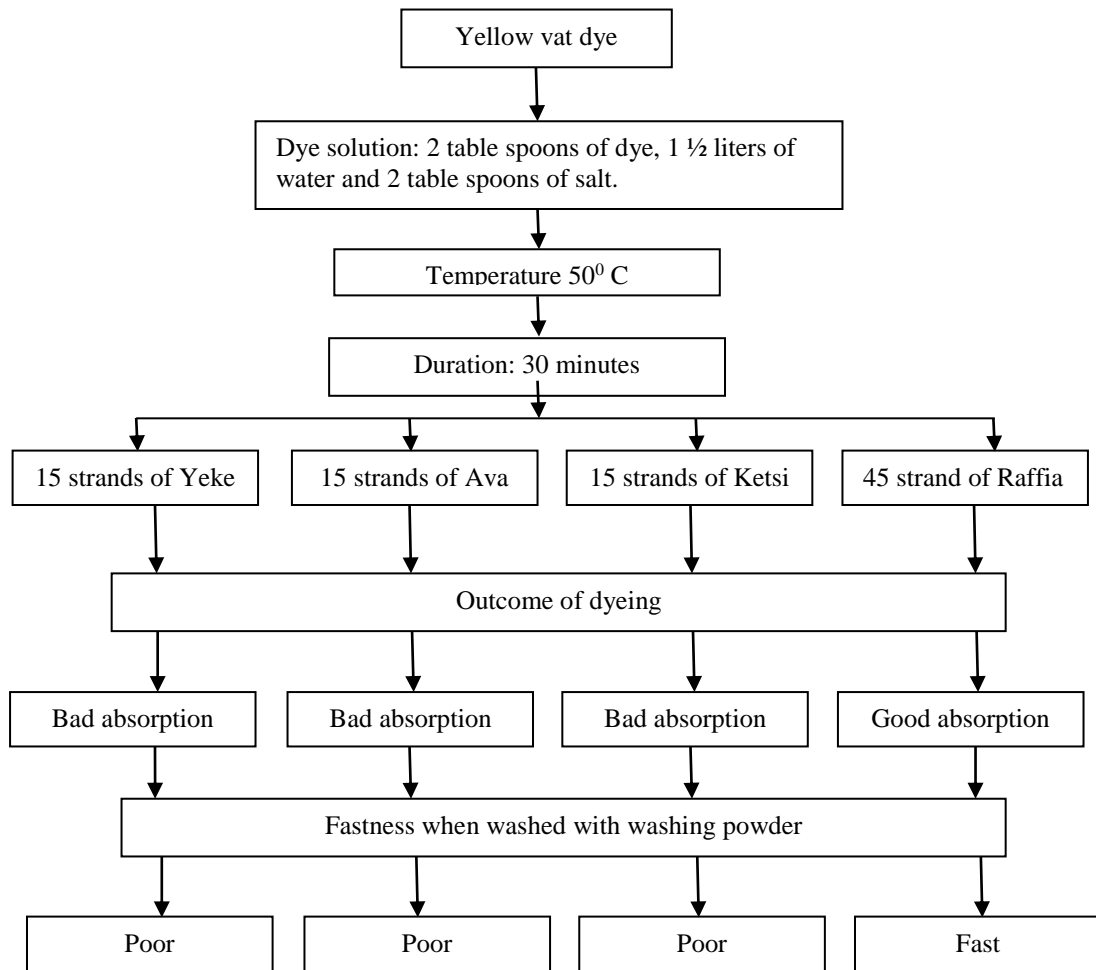 Yellow vat dye
Dye solution: 2 table spoons of dye, 1 ½ liters of
water and 2 table spoons of salt.
Temperature 50⁰ C
Duration: 30 minutes
15 strands of Yeke
15 strands of Ava
15 strands of Ketsi
45 strand of Raffia
Outcome of dyeing
Bad absorption
Bad absorption
Bad absorption
Good absorption
Fastness when washed with washing powder
Poor
Poor
Poor
Fast